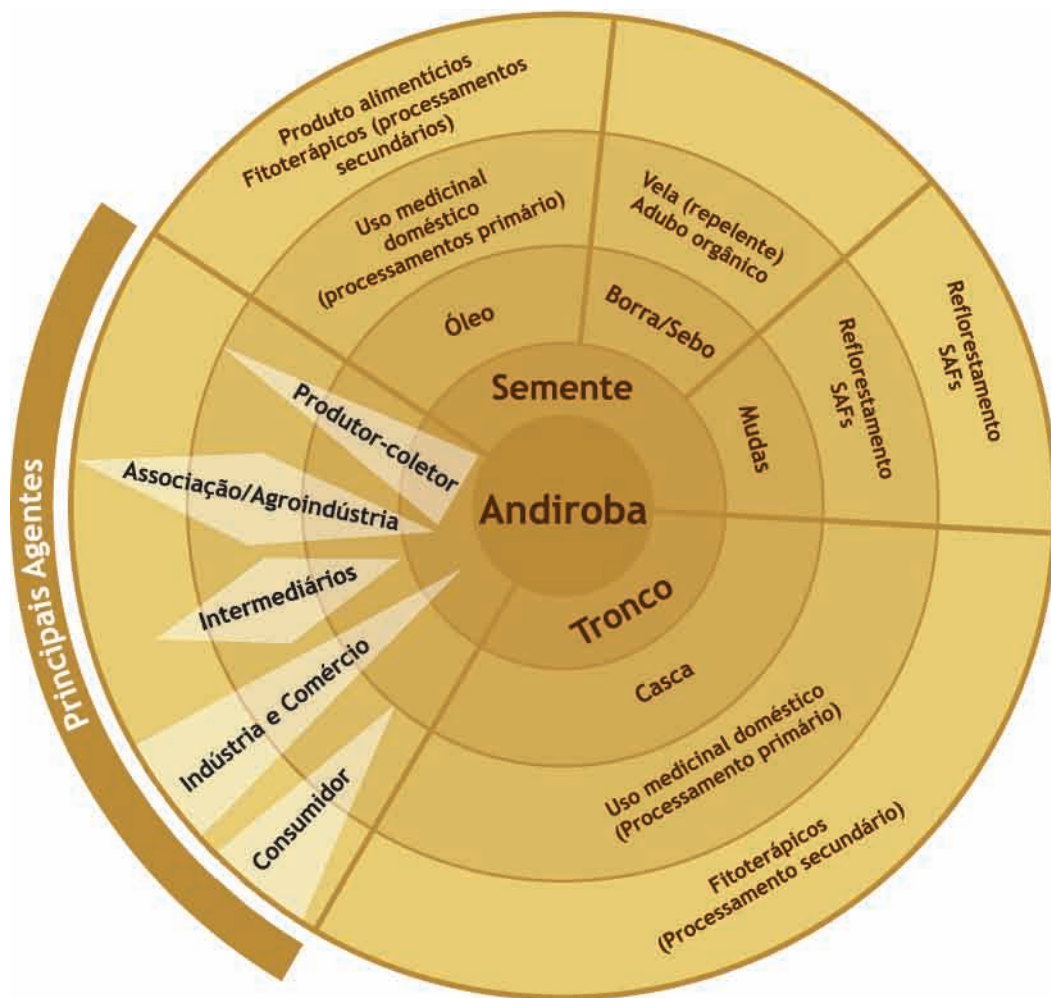 Produto alimentícios
Fitoterápicos (processamentos
secundários)
Uso medicinal
doméstico
(processamentos primário)
Óleo
Vela (repelente)
Adubo orgânico
Borra/Sebo
Reflorestamento
SAFs
Reflorestamento
SAFs
Mudas
Semente
Andiroba
Tronco
Casca
Uso medicinal doméstico
(Processamento primário)
Fitoterápicos
(Processamento secundário)
Principais Agentes
Produtor-coletor
Associação/Agroindústria
Intermediários
Indústria e Comércio
Consumidor